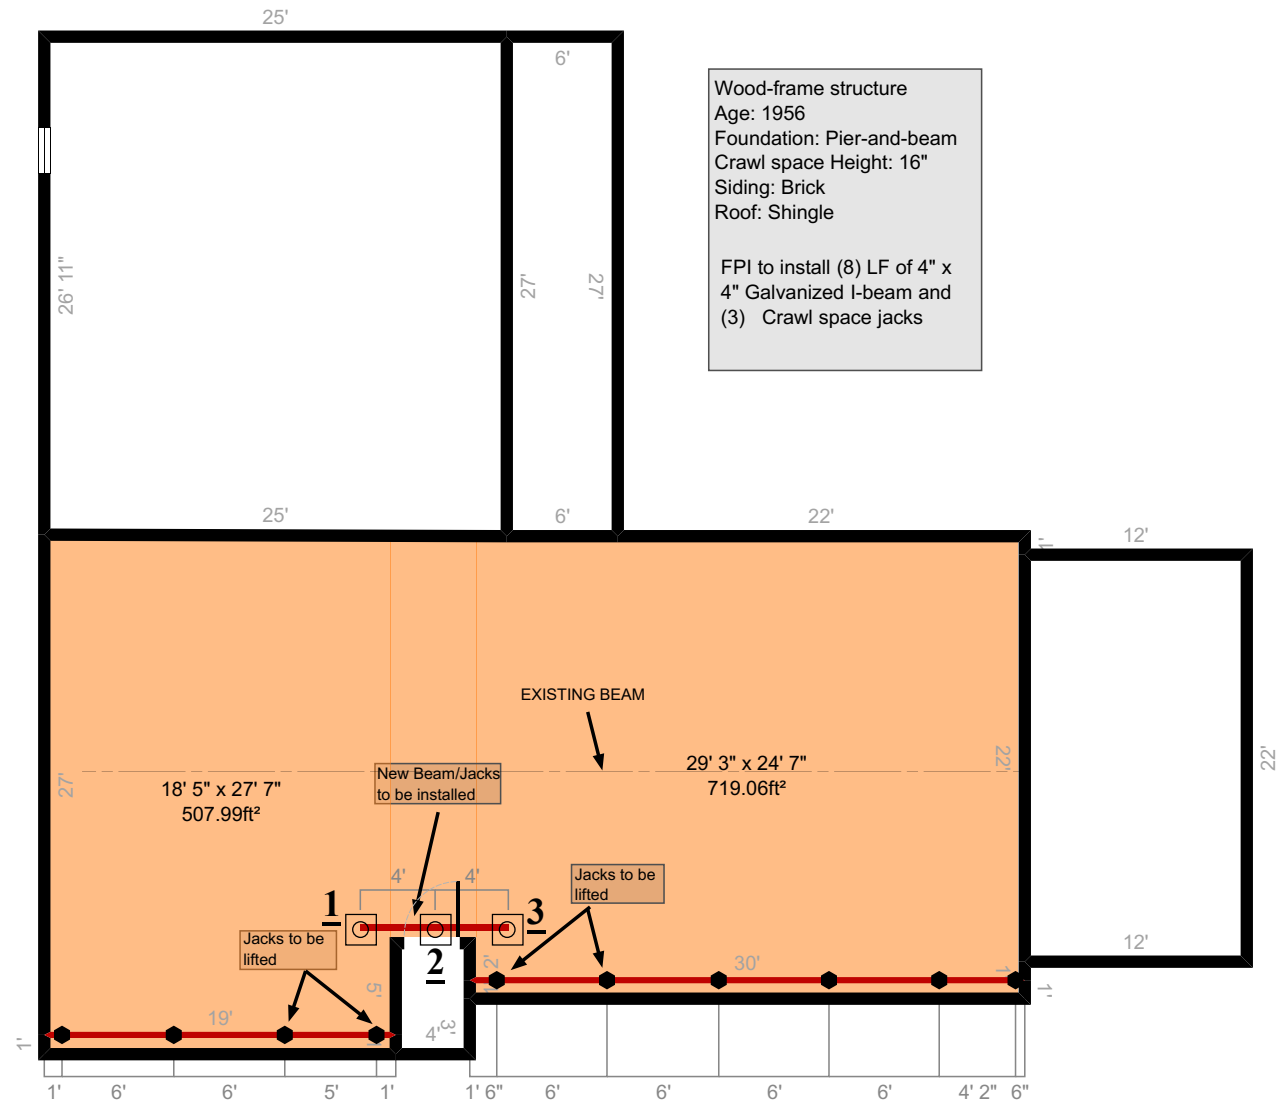 25'
6'
Wood-frame structure
Age: 1956
Foundation: Pier-and-beam
Crawl space Height: 16"
Siding: Brick
Roof: Shingle
FPI to install (8) LF of 4" x
4" Galvanized I-beam and
(3) Crawl space jacks
26' 11"
27'
27'
25'
6'
22'
1'
12'
EXISTING BEAM
27'
18' 5" x 27' 7"
507.99ft²
New Beam/Jacks
to be installed
29' 3" x 24' 7"
719.06ft²
22'
22'
4'
4'
Jacks to be
lifted
1
3
2
Jacks to be
lifted
2'
30'
1'
12'
1'
5'
19'
4'
3'
1'
1'
6'
6'
5'
1'
1' 6"
6'
6'
6'
6'
4' 2"
6"